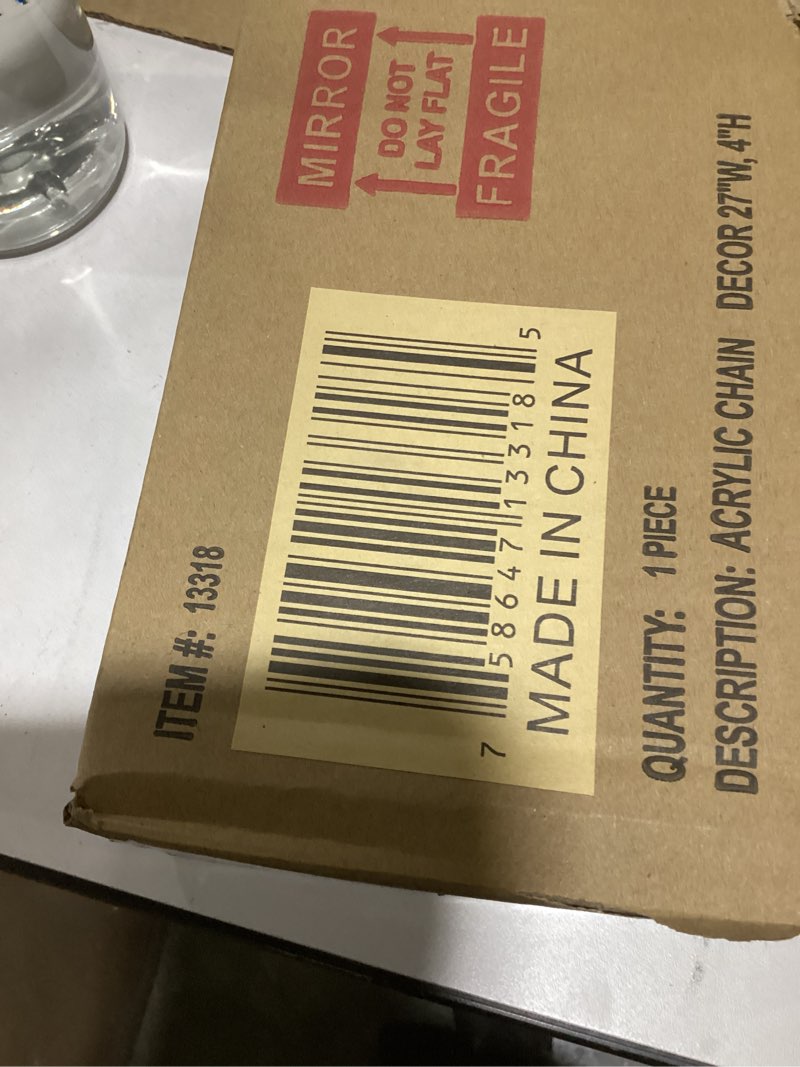 MIRROR
DO NOT
LAY FLAT
FRAGILE
ITEM #: 13318
7 58647 13318 5
MADE IN CHINA
QUANTITY: 1 PIECE
DESCRIPTION: ACRYLIC CHAIN DECOR 27"W, 4"H